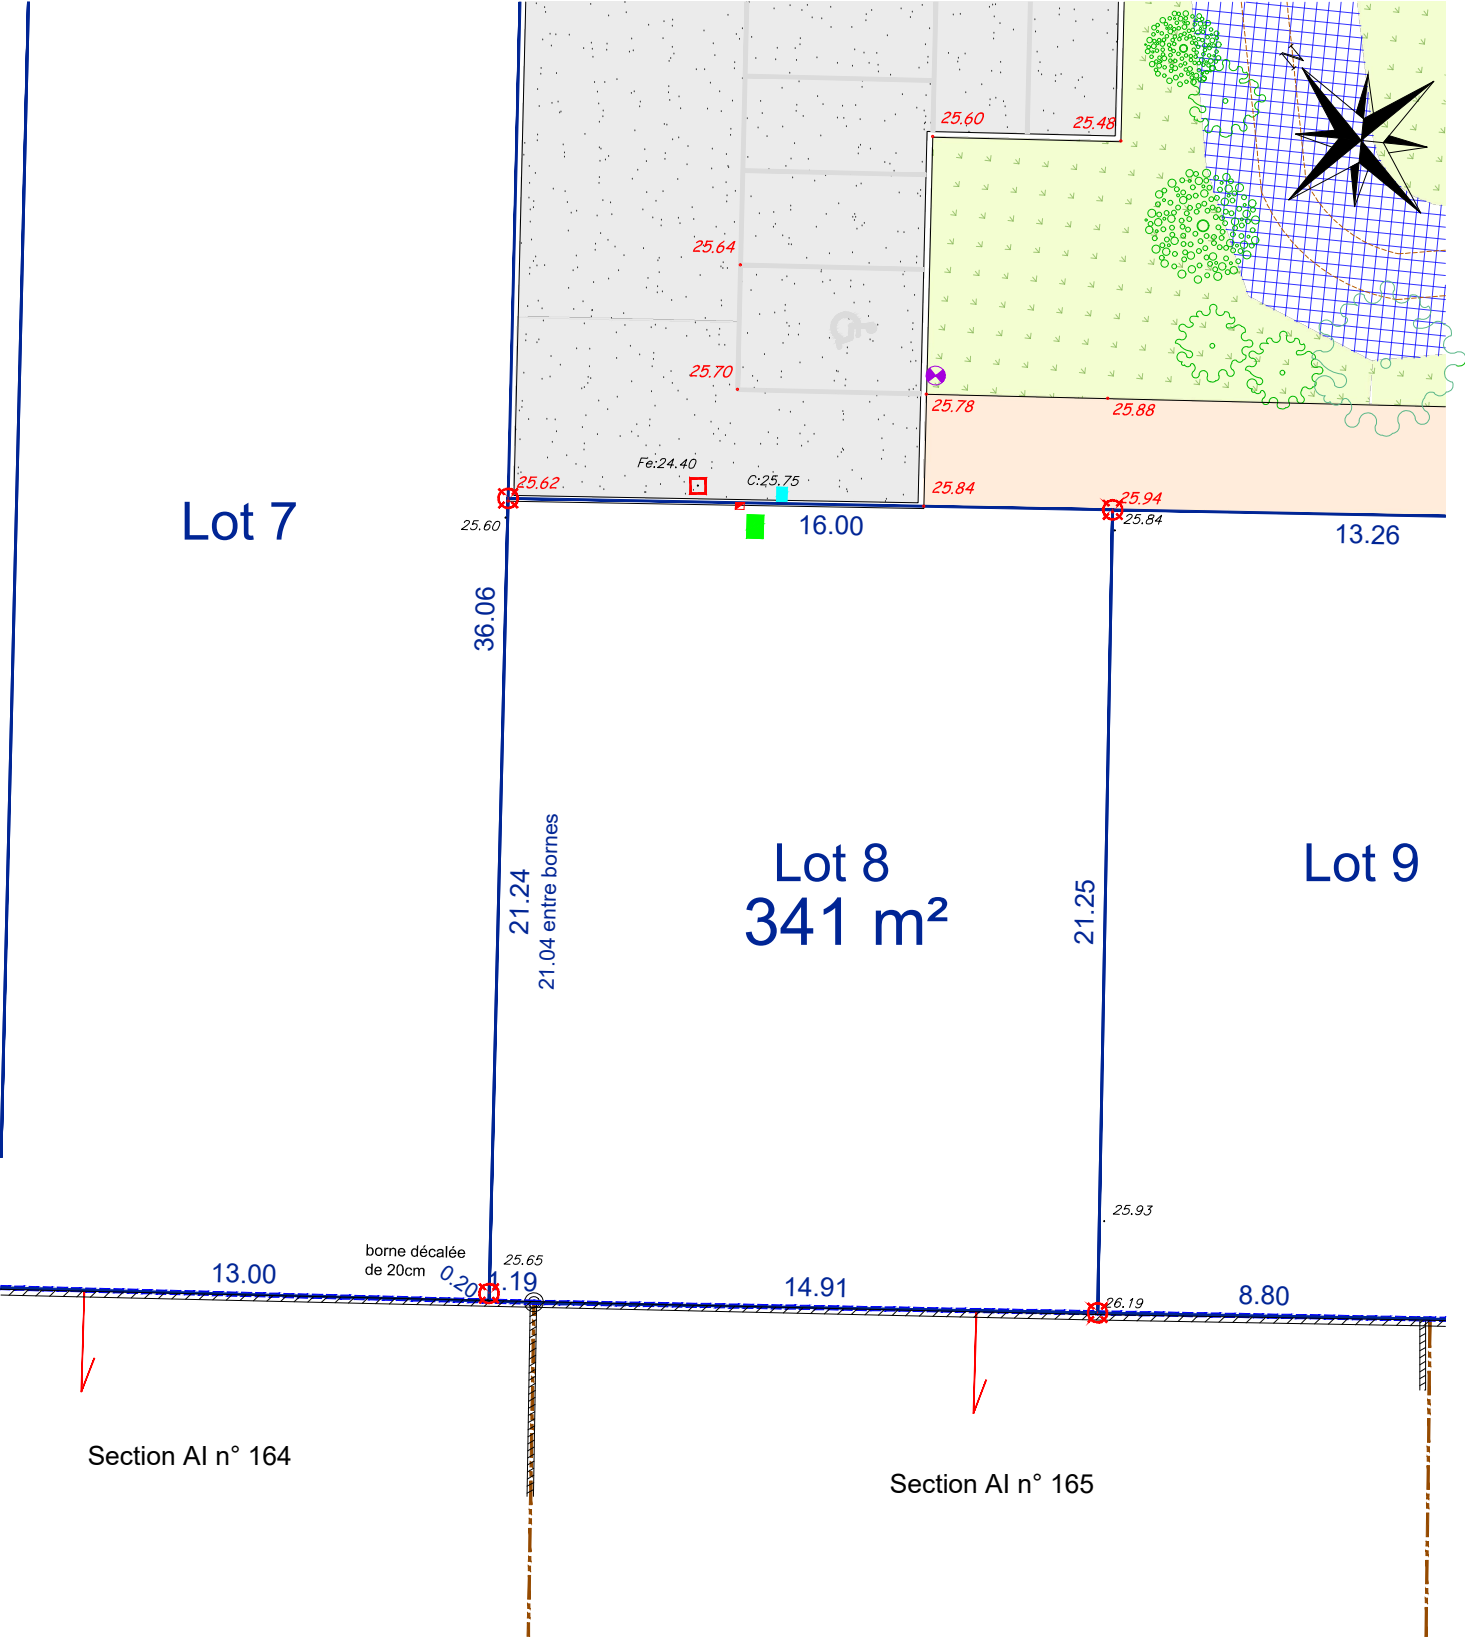 N
25.60
25.48
25.64
25.70
25.78
25.88
Fe:24.40
C:25.75
25.62
25.84
25.94
25.60
25.84
16.00
13.26
Lot 7
36.06
Lot 8
341 m²
Lot 9
21.24
21.04 entre bornes
21.25
25.93
borne décalée
de 20cm
25.65
13.00
0.20
1.19
14.91
26.19
8.80
Section AI n° 164
Section AI n° 165